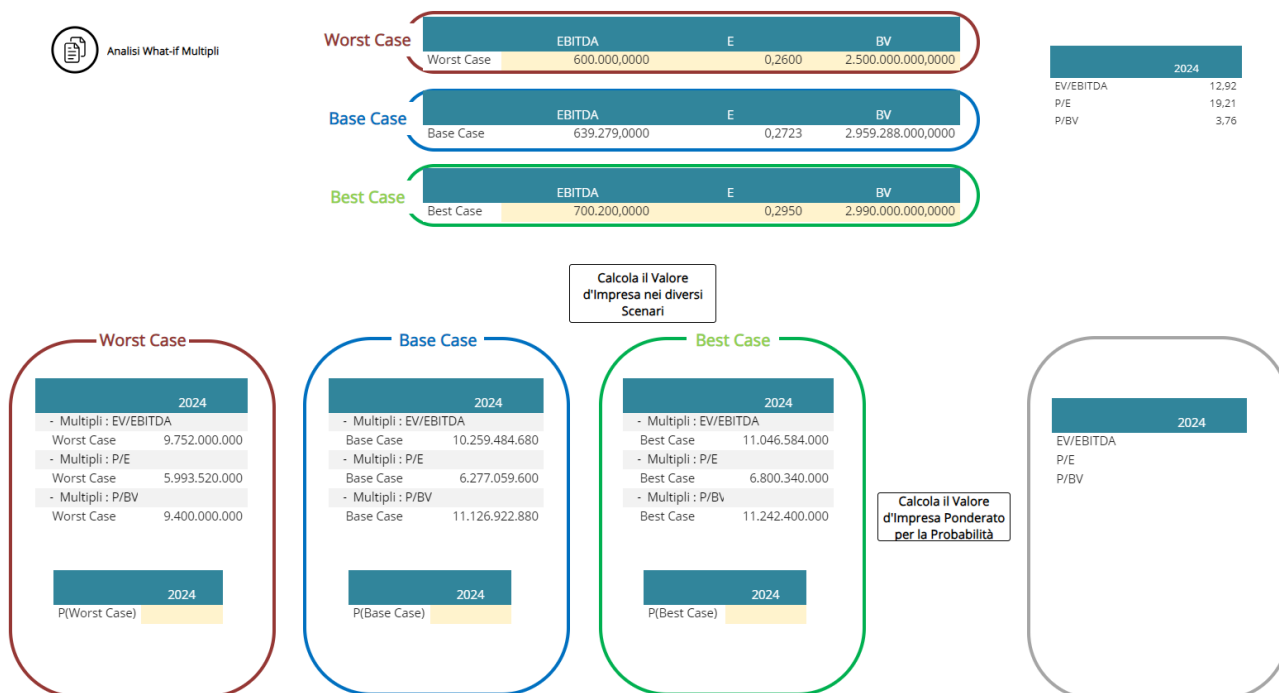 Analisi What-if Multipli
Worst Case
EBITDA E BV
Worst Case 600.000,0000 0,2600 2.500.000.000,0000
Base Case
EBITDA E BV
Base Case 639.279,0000 0,2723 2.959.288.000,0000
Best Case
EBITDA E BV
Best Case 700.200,0000 0,2950 2.990.000.000,0000
2024
EV/EBITDA 12,92
P/E 19,21
P/BV 3,76
Calcola il Valore
d'Impresa nei diversi
Scenari
Worst Case
2024
- Multipli : EV/EBITDA
Worst Case 9.752.000.000
- Multipli : P/E
Worst Case 5.993.520.000
- Multipli : P/BV
Worst Case 9.400.000.000
2024
P(Worst Case)
Base Case
2024
- Multipli : EV/EBITDA
Base Case 10.259.484.680
- Multipli : P/E
Base Case 6.277.059.600
- Multipli : P/BV
Base Case 11.126.922.880
2024
P(Base Case)
Best Case
2024
- Multipli : EV/EBITDA
Best Case 11.046.584.000
- Multipli : P/E
Best Case 6.800.340.000
- Multipli : P/BV
Best Case 11.242.400.000
2024
P(Best Case)
Calcola il Valore
d'Impresa Ponderato
per la Probabilità
2024
EV/EBITDA
P/E
P/BV